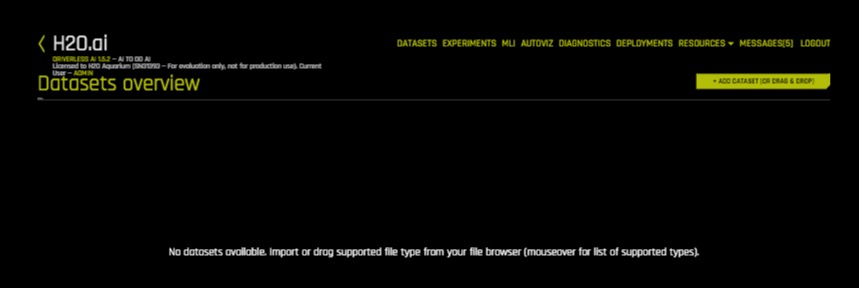 H2O.ai
DATASETS EXPERIMENTS MLI AUTOVIZ DIAGNOSTICS DEPLOYMENTS RESOURCES MESSAGES[5] LOGOUT
DRIVERLESS AI 1.5.2 – AI TO DO AI
Licensed to H2O Aquarium (SN31393) – For evaluation only, not for production use). Current
User – ADMIN
Datasets overview
+ ADD DATASET (OR DRAG & DROP)
No datasets available. Import or drag supported file type from your file browser (mouseover for list of supported types).